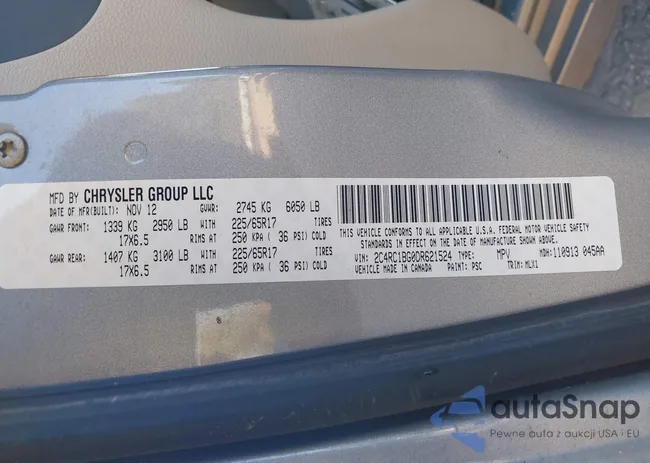 MFD BY CHRYSLER GROUP LLC
DATE OF MFR(BUILT): NOV 12 GVWR: 2745 KG 6050 LB
GAWR FRONT: 1339 KG 2950 LB WITH 225/65R17 TIRES
17X6.5 RIMS AT 250 KPA ( 36 PSI) COLD
GAWR REAR: 1407 KG 3100 LB WITH 225/65R17 TIRES
17X6.5 RIMS AT 250 KPA ( 36 PSI) COLD
THIS VEHICLE CONFORMS TO ALL APPLICABLE U.S.A. FEDERAL MOTOR VEHICLE SAFETY
STANDARDS IN EFFECT ON THE DATE OF MANUFACTURE SHOWN ABOVE.
VIN: 2C4RC1BG0DR621524 TYPE: MPV MDH: 110913 045AA
VEHICLE MADE IN CANADA PAINT: PSC TRIM: MLX1
autaSnap
Pewne auta z aukcji USA i EU